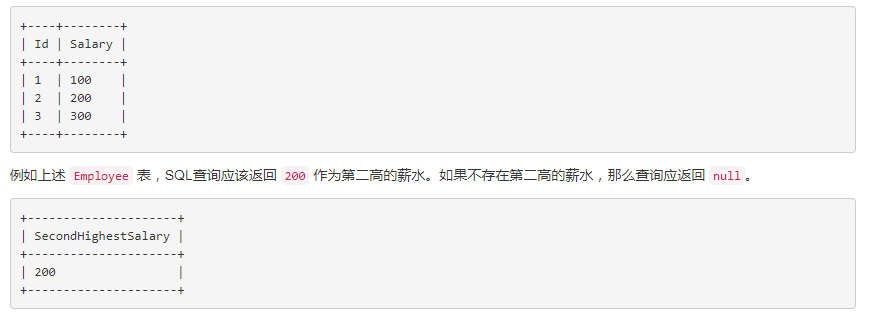 +----+--------+
| Id | Salary |
+----+--------+
| 1  | 100    |
| 2  | 200    |
| 3  | 300    |
+----+--------+
例如上述 Employee 表，SQL查询应该返回 200 作为第二高的薪水。如果不存在第二高的薪水，那么查询应返回 null。
+---------------------+
| SecondHighestSalary |
+---------------------+
| 200                 |
+---------------------+